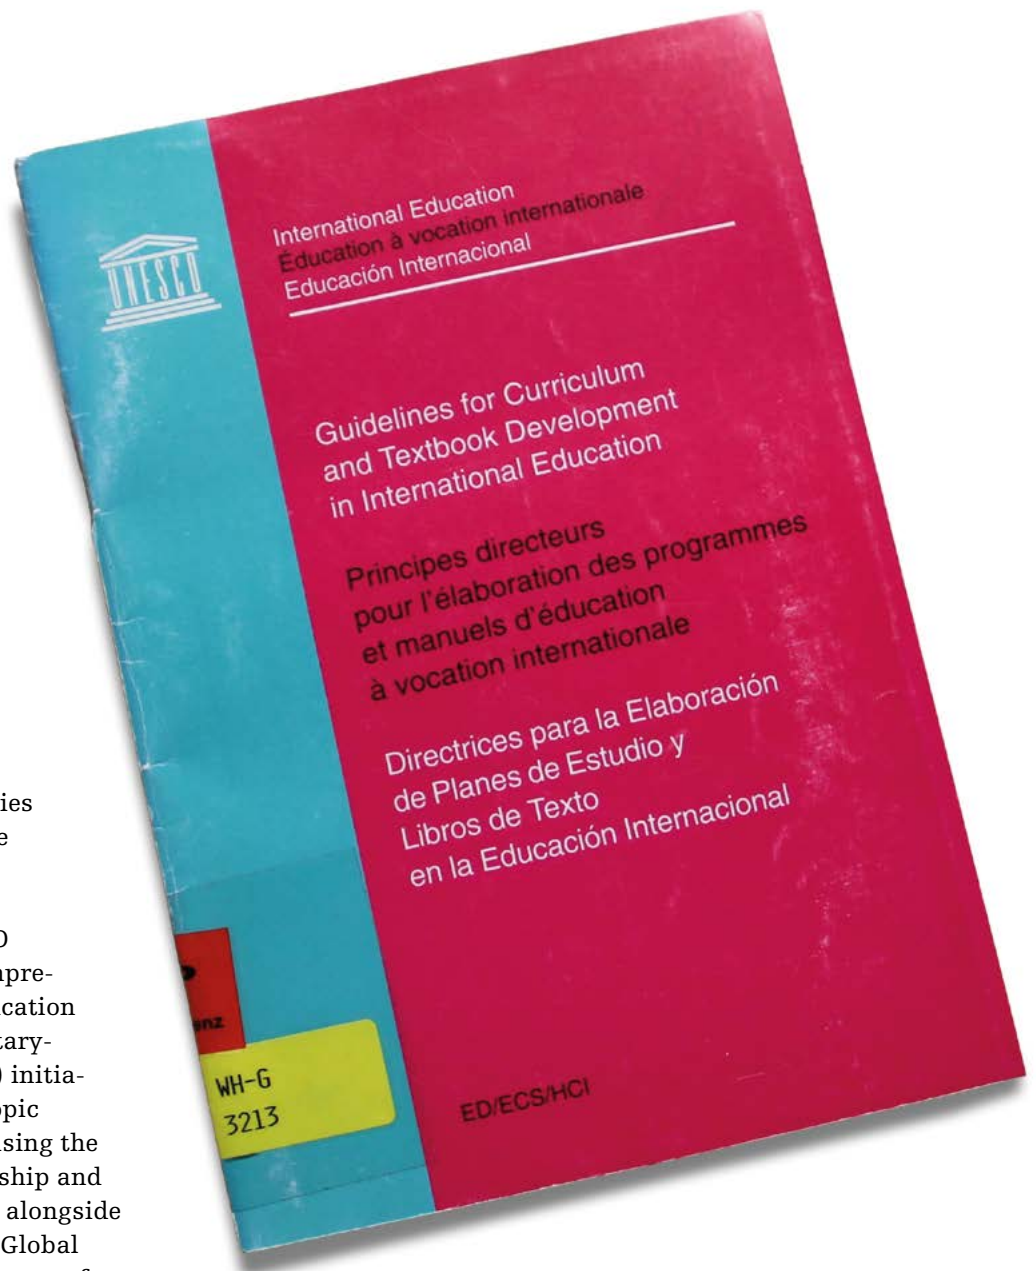 UNESCO
International Education
Éducation à vocation internationale
Educación Internacional
Guidelines for Curriculum
and Textbook Development
in International Education
Principes directeurs
pour l'élaboration des programmes
et manuels d'éducation
à vocation internationale
Directrices para la Elaboración
de Planes de Estudio y
Libros de Texto
en la Educación Internacional
WH-G
3213
ED/ECS/HCI
ies
e
O
npre-
cation
tary-
) initia-
opic
sing the
ship and
alongside
Global